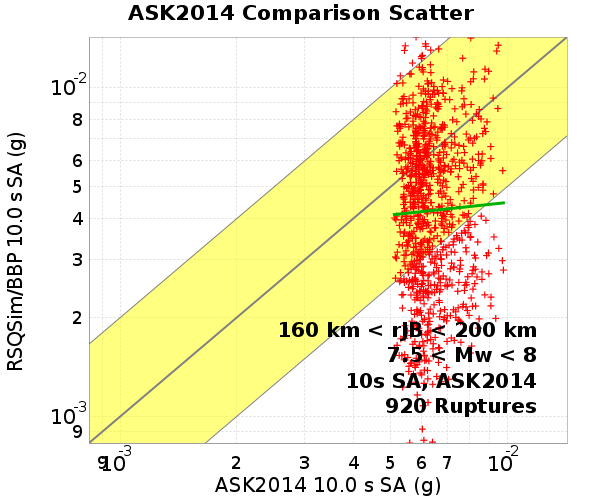 ASK2014 Comparison Scatter
RSQSim/BBP 10.0 s SA (g)
10-2
8
6
5
4
3
2
10-3
9
160 km < rJB < 200 km
7.5 < Mw < 8
10s SA, ASK2014
920 Ruptures
9 10-3 2 3 4 5 6 7 10-2
ASK2014 10.0 s SA (g)